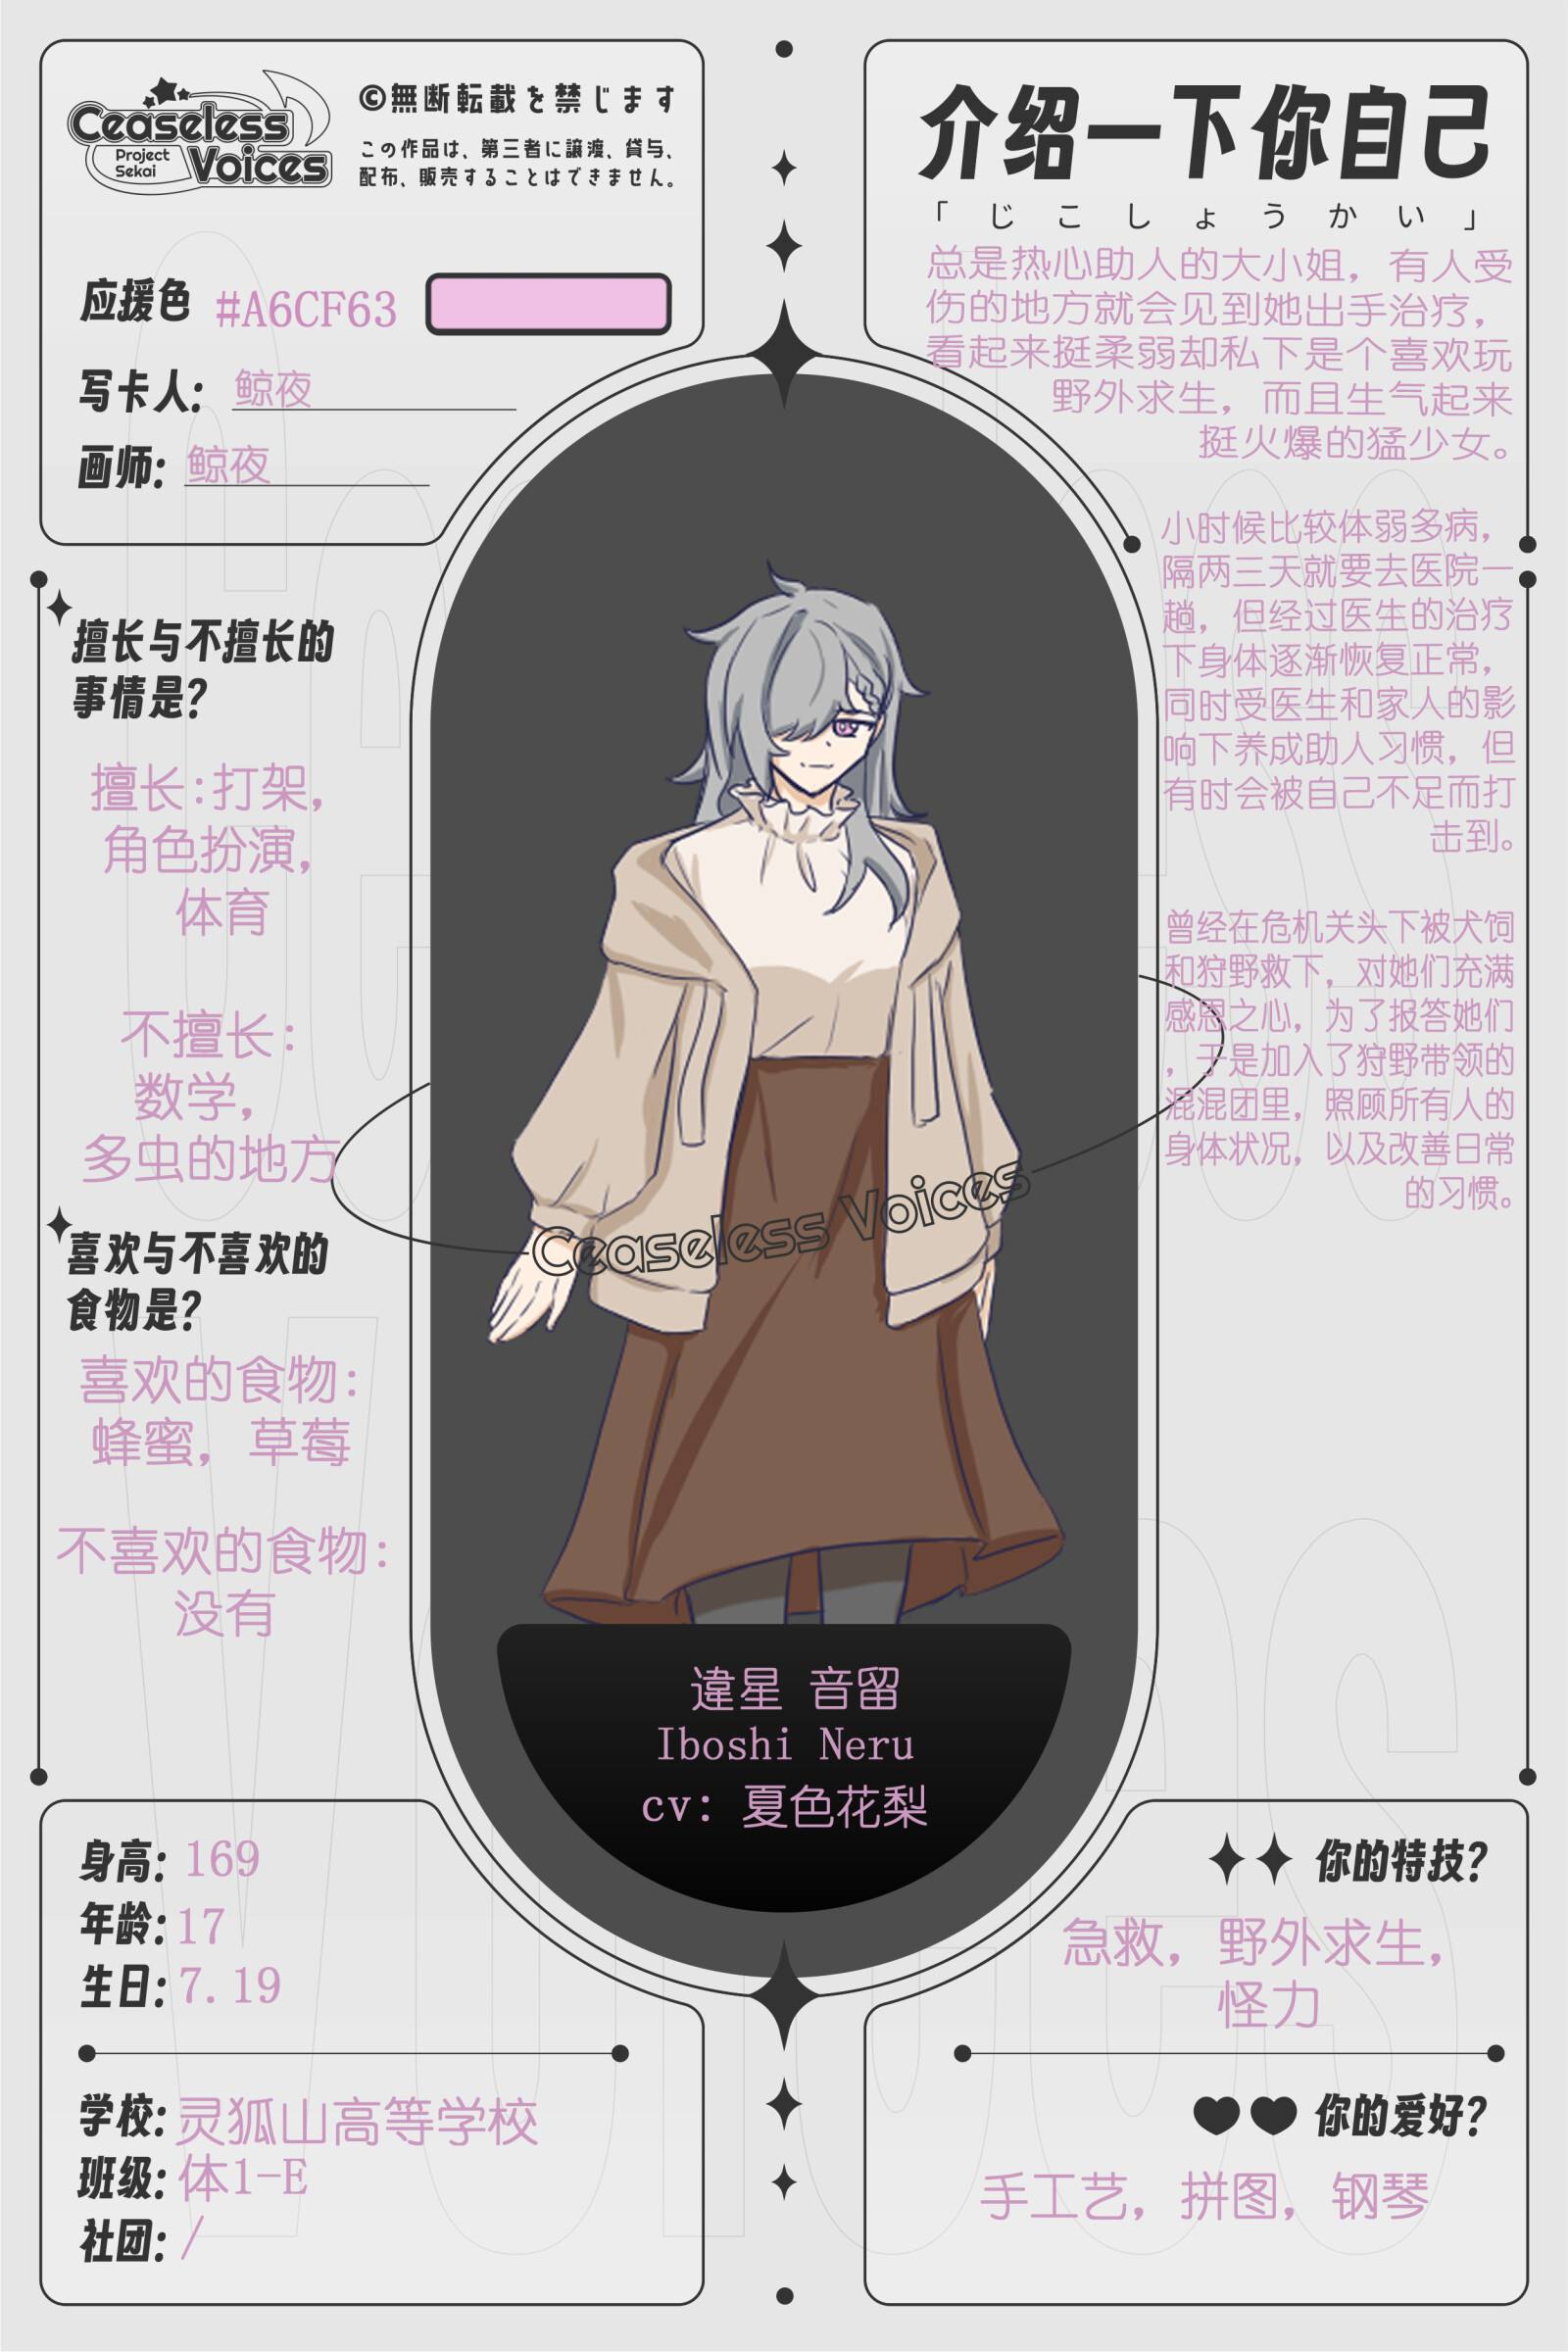 Ceaseless
Project
Sekai
Voices
©無断転載を禁じます
この作品は、第三者に譲渡、貸与、
配布、販売することはできません。
应援色 #A6CF63
写卡人: 鲸夜
画师: 鲸夜
介绍一下你自己
「じこしょうかい」
总是热心助人的大小姐，有人受
伤的地方就会见到她出手治疗，
看起来挺柔弱却私下是个喜欢玩
野外求生，而且生气起来
挺火爆的猛少女。
小时候比较体弱多病，
隔两三天就要去医院一
趟，但经过医生的治疗
下身体逐渐恢复正常，
同时受医生和家人的影
响下养成助人习惯，但
有时会被自己不足而打
击到。
曾经在危机关头下被犬饲
和狩野救下，对她们充满
感恩之心，为了报答她们
，于是加入了狩野带领的
混混团里，照顾所有人的
身体状况，以及改善日常
的习惯。
擅长与不擅长的
事情是?
擅长:打架，
角色扮演，
体育
不擅长:
数学，
多虫的地方
喜欢与不喜欢的
食物是?
喜欢的食物:
蜂蜜，草莓
不喜欢的食物:
没有
Ceaseless Voices
違星 音留
Iboshi Neru
cv: 夏色花梨
身高: 169
年龄: 17
生日: 7.19
学校: 灵狐山高等学校
班级: 体1-E
社团: /
你的特技?
急救，野外求生，
怪力
你的爱好?
手工艺，拼图，钢琴